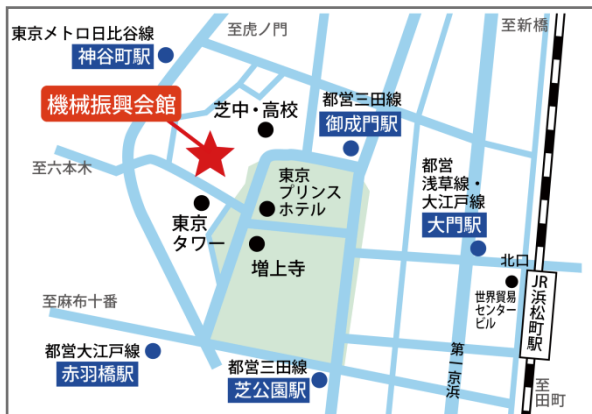 至虎ノ門
至新橋
東京メトロ日比谷線
神谷町駅
機械振興会館
芝中・高校
都営三田線
御成門駅
至六本木
東京
プリンス
ホテル
都営
浅草線・
大江戸線
大門駅
東京
タワー
増上寺
北口
世界貿易
センター
ビル
JR浜松町駅
至麻布十番
都営大江戸線
赤羽橋駅
都営三田線
芝公園駅
第一京浜
至
田町